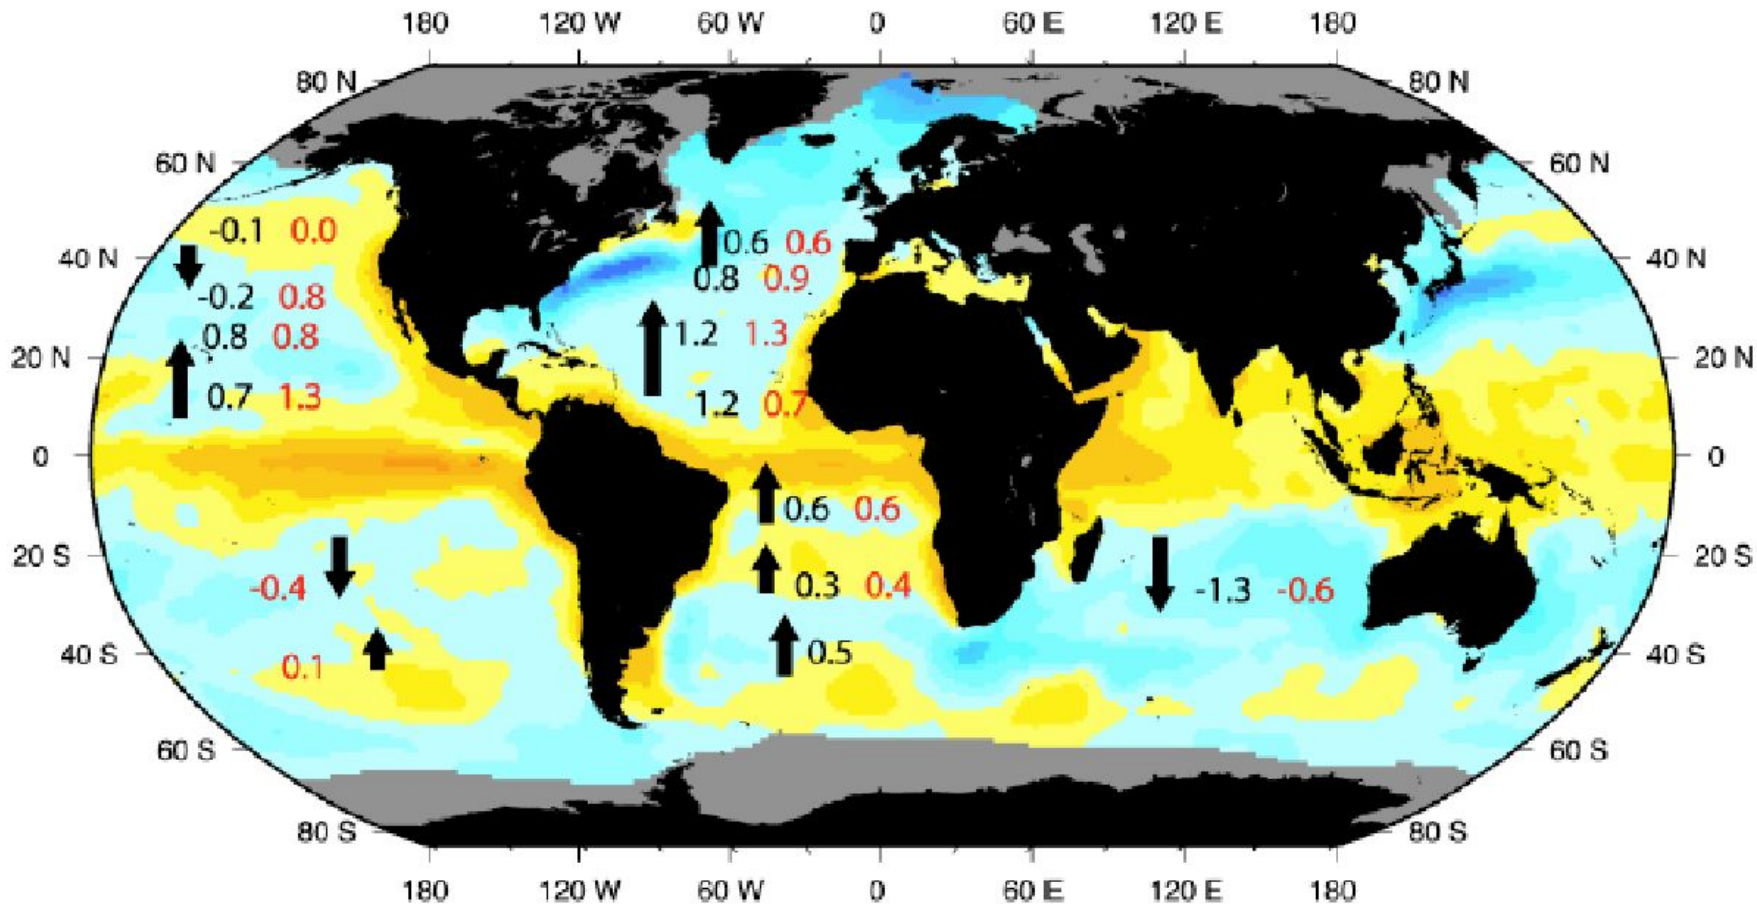 180 120 W 60 W 0 60 E 120 E 180
80 N 80 N
60 N 60 N
-0.1 0.0
0.6 0.6
40 N 40 N
0.8 0.9
-0.2 0.8
0.8 0.8
1.2 1.3
20 N 20 N
0.7 1.3
1.2 0.7
0 0
0.6 0.6
20 S 20 S
-0.4
0.3 0.4
-1.3 -0.6
40 S 40 S
0.5
0.1
60 S 60 S
80 S 80 S
180 120 W 60 W 0 60 E 120 E 180